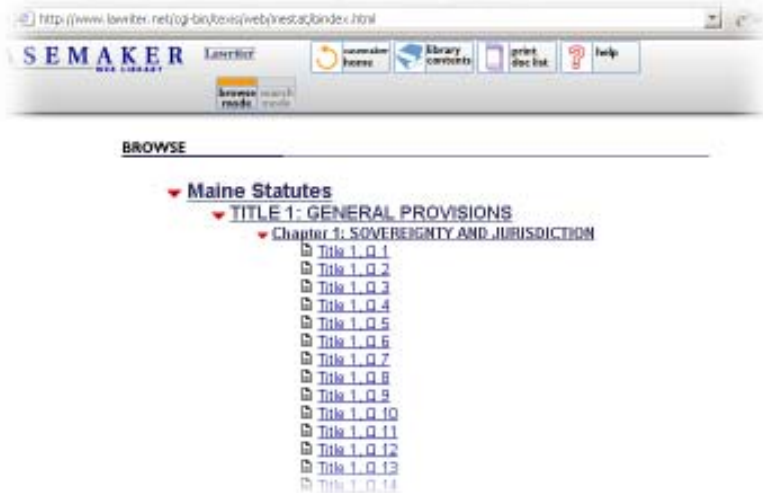 http://www.lawriter.net/cgi-bin/texis/web/mestat/bindex.html
SEMAKER Lawriter casemaker home library contents print doc list help
WEB LIBRARY
browse mode search mode
BROWSE
Maine Statutes
TITLE 1: GENERAL PROVISIONS
Chapter 1: SOVEREIGNTY AND JURISDICTION
Title 1, □ 1
Title 1, □ 2
Title 1, □ 3
Title 1, □ 4
Title 1, □ 5
Title 1, □ 6
Title 1, □ 7
Title 1, □ 8
Title 1, □ 9
Title 1, □ 10
Title 1, □ 11
Title 1, □ 12
Title 1, □ 13
Title 1, □ 14